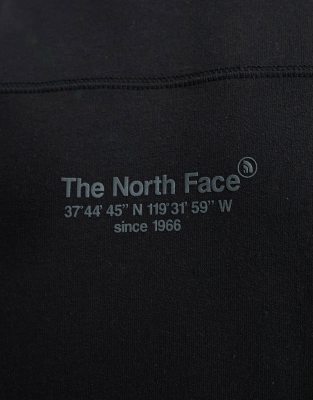 The North Face
37°44' 45" N 119°31' 59" W
since 1966